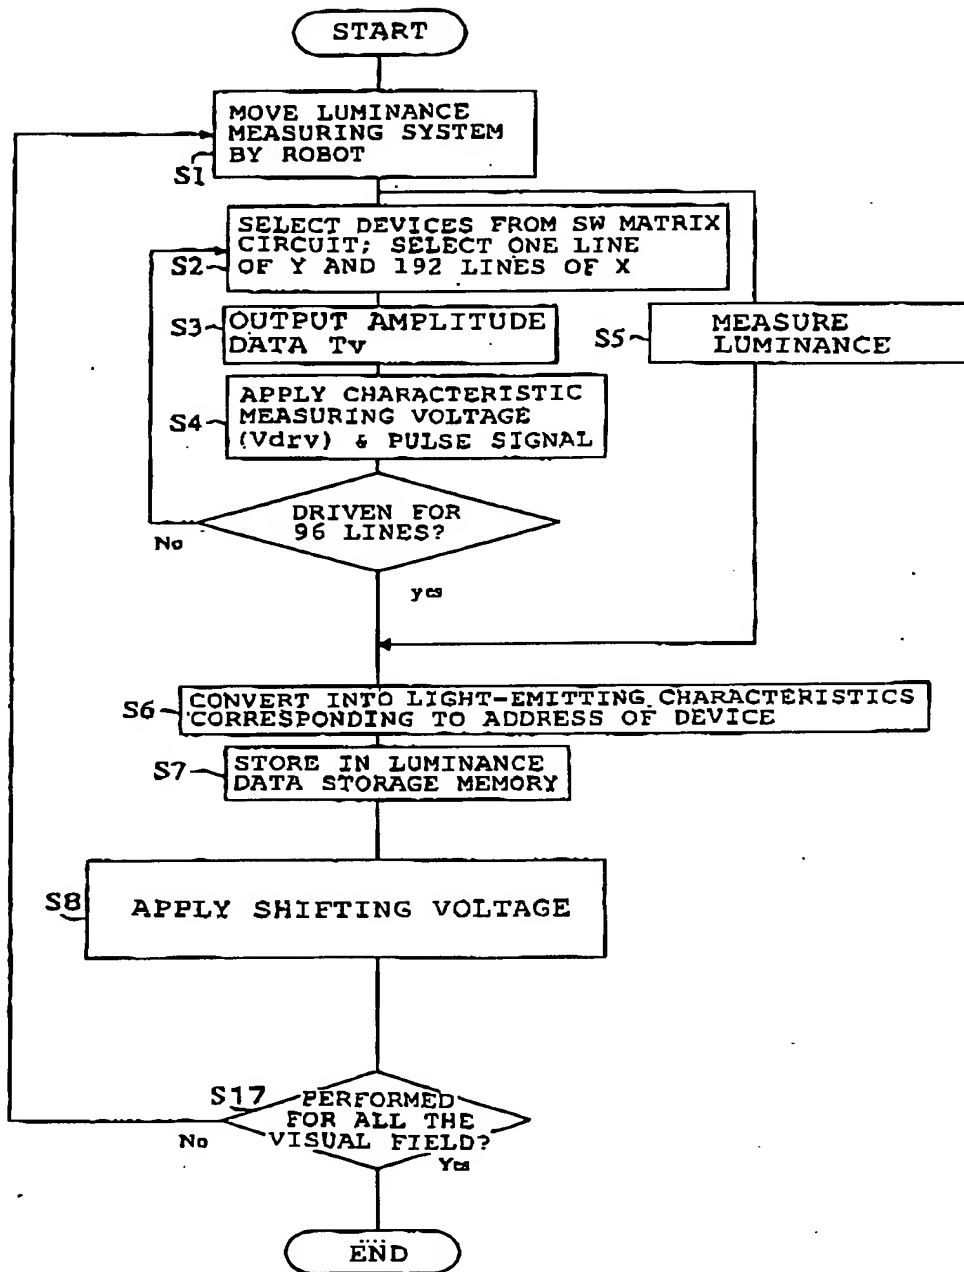 START
MOVE LUMINANCE
MEASURING SYSTEM
BY ROBOT
S1
SELECT DEVICES FROM SW MATRIX
CIRCUIT; SELECT ONE LINE
OF Y AND 192 LINES OF X
S2
S3
OUTPUT AMPLITUDE
DATA Tv
S5
MEASURE
LUMINANCE
S4
APPLY CHARACTERISTIC
MEASURING VOLTAGE
(Vdrv) & PULSE SIGNAL
DRIVEN FOR
96 LINES?
No
yes
S6
CONVERT INTO LIGHT-EMITTING CHARACTERISTICS
CORRESPONDING TO ADDRESS OF DEVICE
S7
STORE IN LUMINANCE
DATA STORAGE MEMORY
S8
APPLY SHIFTING VOLTAGE
S17
PERFORMED
FOR ALL THE
VISUAL FIELD?
No
Yes
END